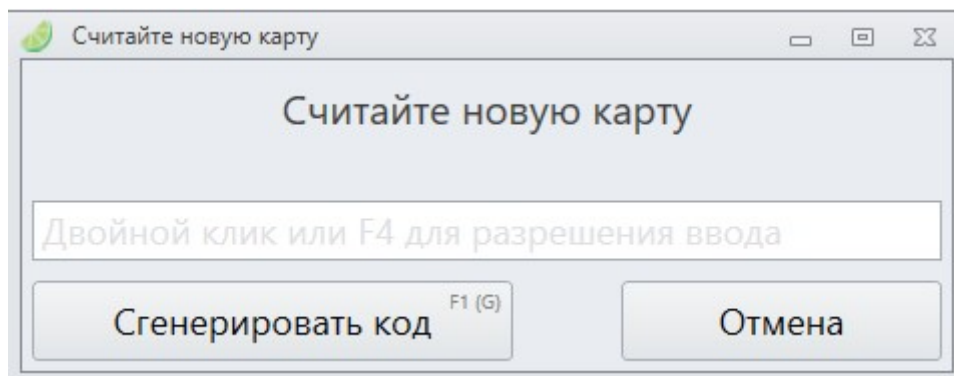 Считайте новую карту
Считайте новую карту
Двойной клик или F4 для разрешения ввода
Сгенерировать код F1 (G)
Отмена